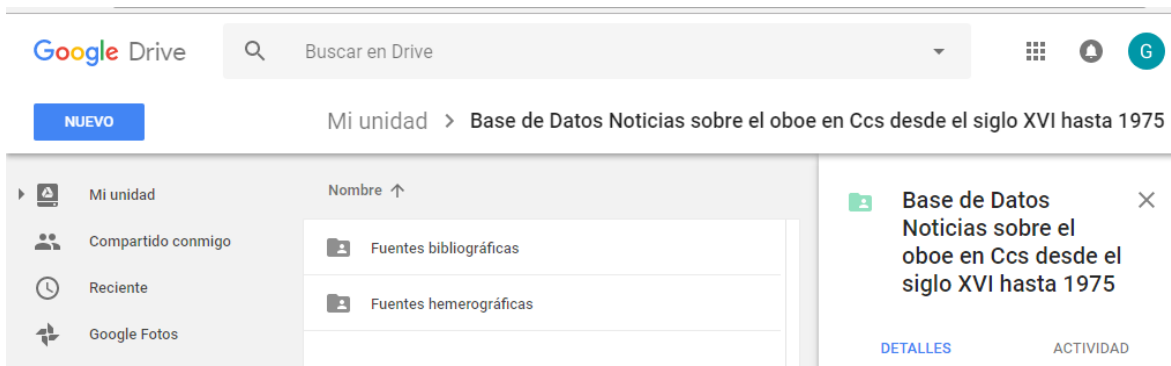 Google Drive
Buscar en Drive
G
NUEVO
Mi unidad > Base de Datos Noticias sobre el oboe en Ccs desde el siglo XVI hasta 1975
Mi unidad
Compartido conmigo
Reciente
Google Fotos
Nombre ↑
Fuentes bibliográficas
Fuentes hemerográficas
Base de Datos
Noticias sobre el
oboe en Ccs desde el
siglo XVI hasta 1975
DETALLES
ACTIVIDAD